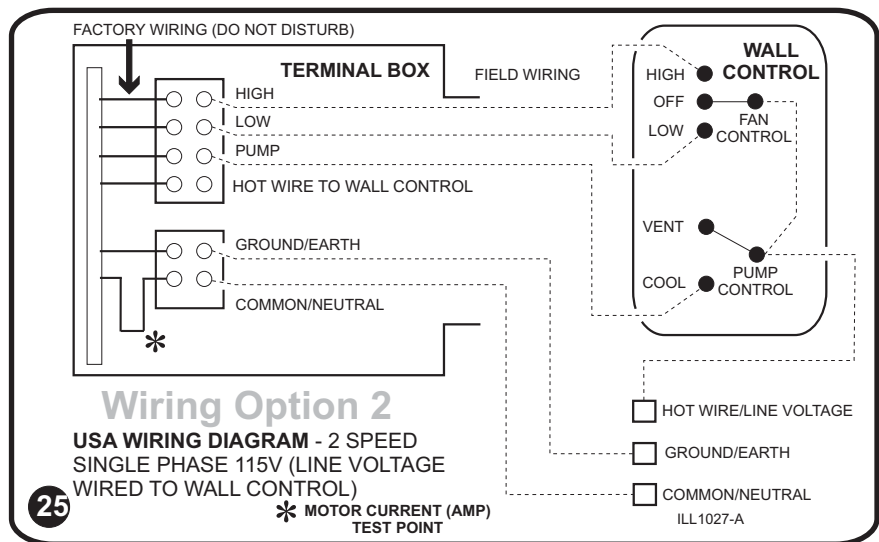 FACTORY WIRING (DO NOT DISTURB)
TERMINAL BOX
FIELD WIRING
HIGH
LOW
PUMP
HOT WIRE TO WALL CONTROL
GROUND/EARTH
COMMON/NEUTRAL
*
WALL
CONTROL
HIGH
OFF
LOW
FAN
CONTROL
VENT
COOL
PUMP
CONTROL
HOT WIRE/LINE VOLTAGE
GROUND/EARTH
COMMON/NEUTRAL
ILL1027-A
Wiring Option 2
USA WIRING DIAGRAM - 2 SPEED
SINGLE PHASE 115V (LINE VOLTAGE
WIRED TO WALL CONTROL)
* MOTOR CURRENT (AMP)
TEST POINT
25